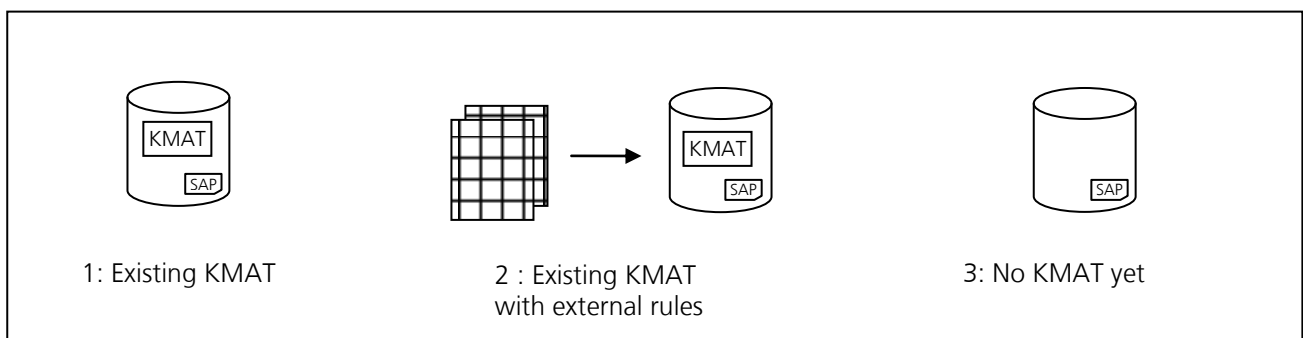 KMAT
SAP
KMAT
SAP
SAP
1: Existing KMAT
2 : Existing KMAT
with external rules
3: No KMAT yet